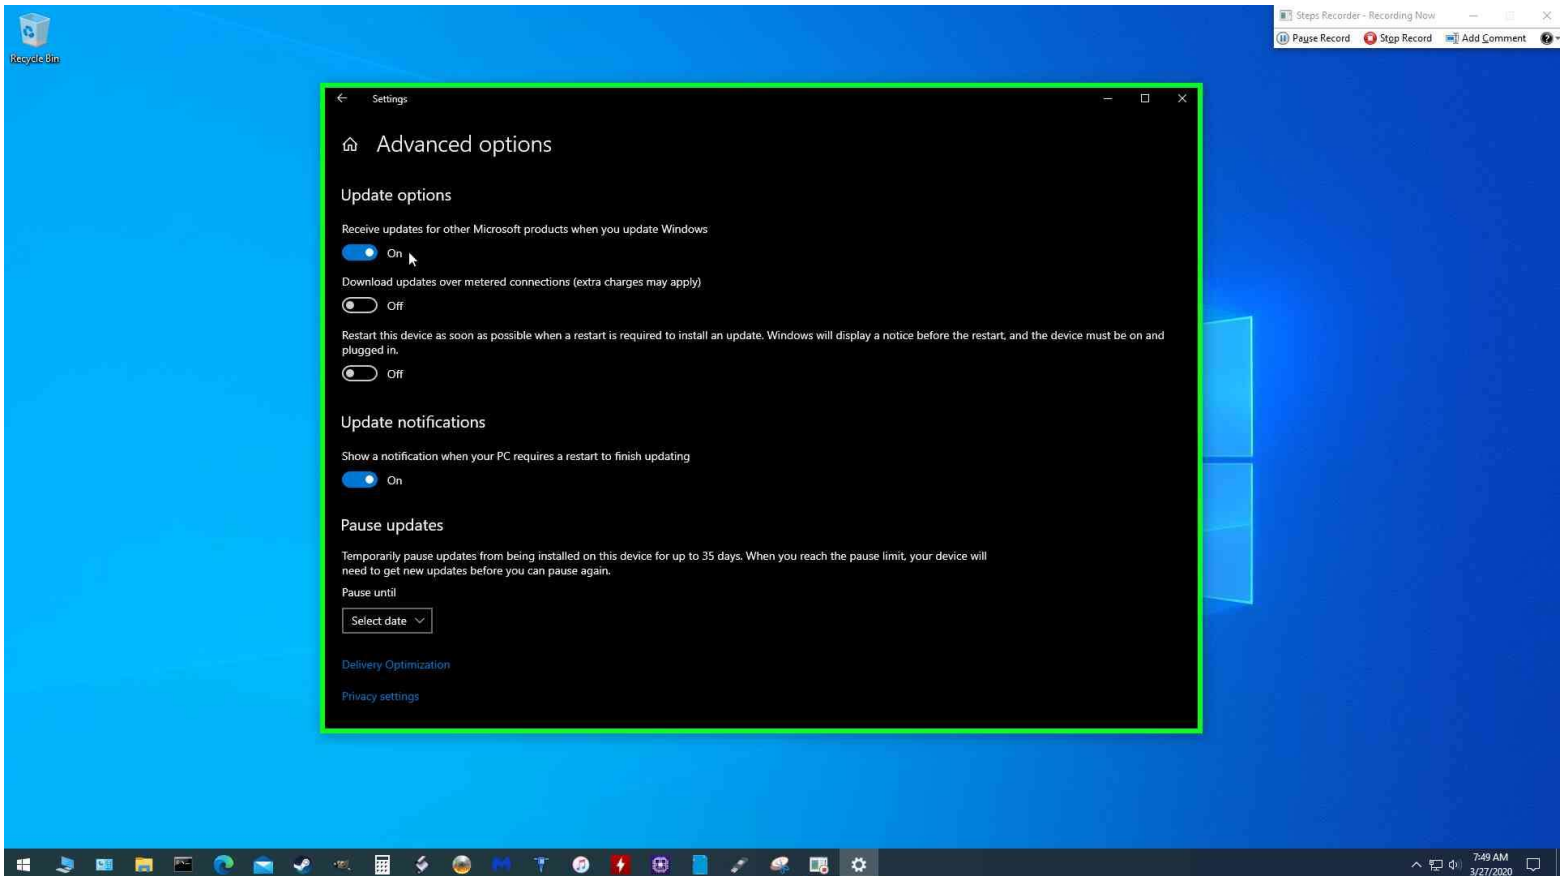 Recycle Bin
Steps Recorder - Recording Now
Pause Record Stop Record Add Comment
Settings
Advanced options
Update options
Receive updates for other Microsoft products when you update Windows
On
Download updates over metered connections (extra charges may apply)
Off
Restart this device as soon as possible when a restart is required to install an update. Windows will display a notice before the restart, and the device must be on and
plugged in.
Off
Update notifications
Show a notification when your PC requires a restart to finish updating
On
Pause updates
Temporarily pause updates from being installed on this device for up to 35 days. When you reach the pause limit, your device will
need to get new updates before you can pause again.
Pause until
Select date
Delivery Optimization
Privacy settings
7:49 AM
3/27/2020